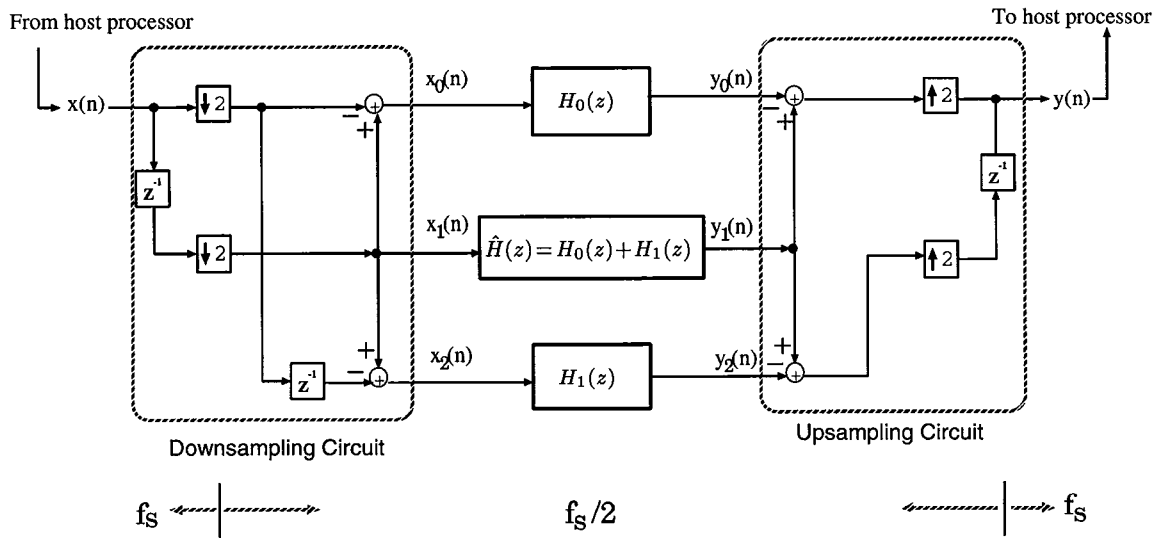 From host processor
To host processor
x(n)
↓2
− +
x₀(n)
H₀(z)
y₀(n)
− +
↑2
y(n)
z⁻¹
z⁻¹
↓2
x₁(n)
Ĥ(z)=H₀(z)+H₁(z)
y₁(n)
↑2
z⁻¹
− +
+
x₂(n)
H₁(z)
y₂(n)
− +
+
Downsampling Circuit
Upsampling Circuit
fs
fs/2
fs